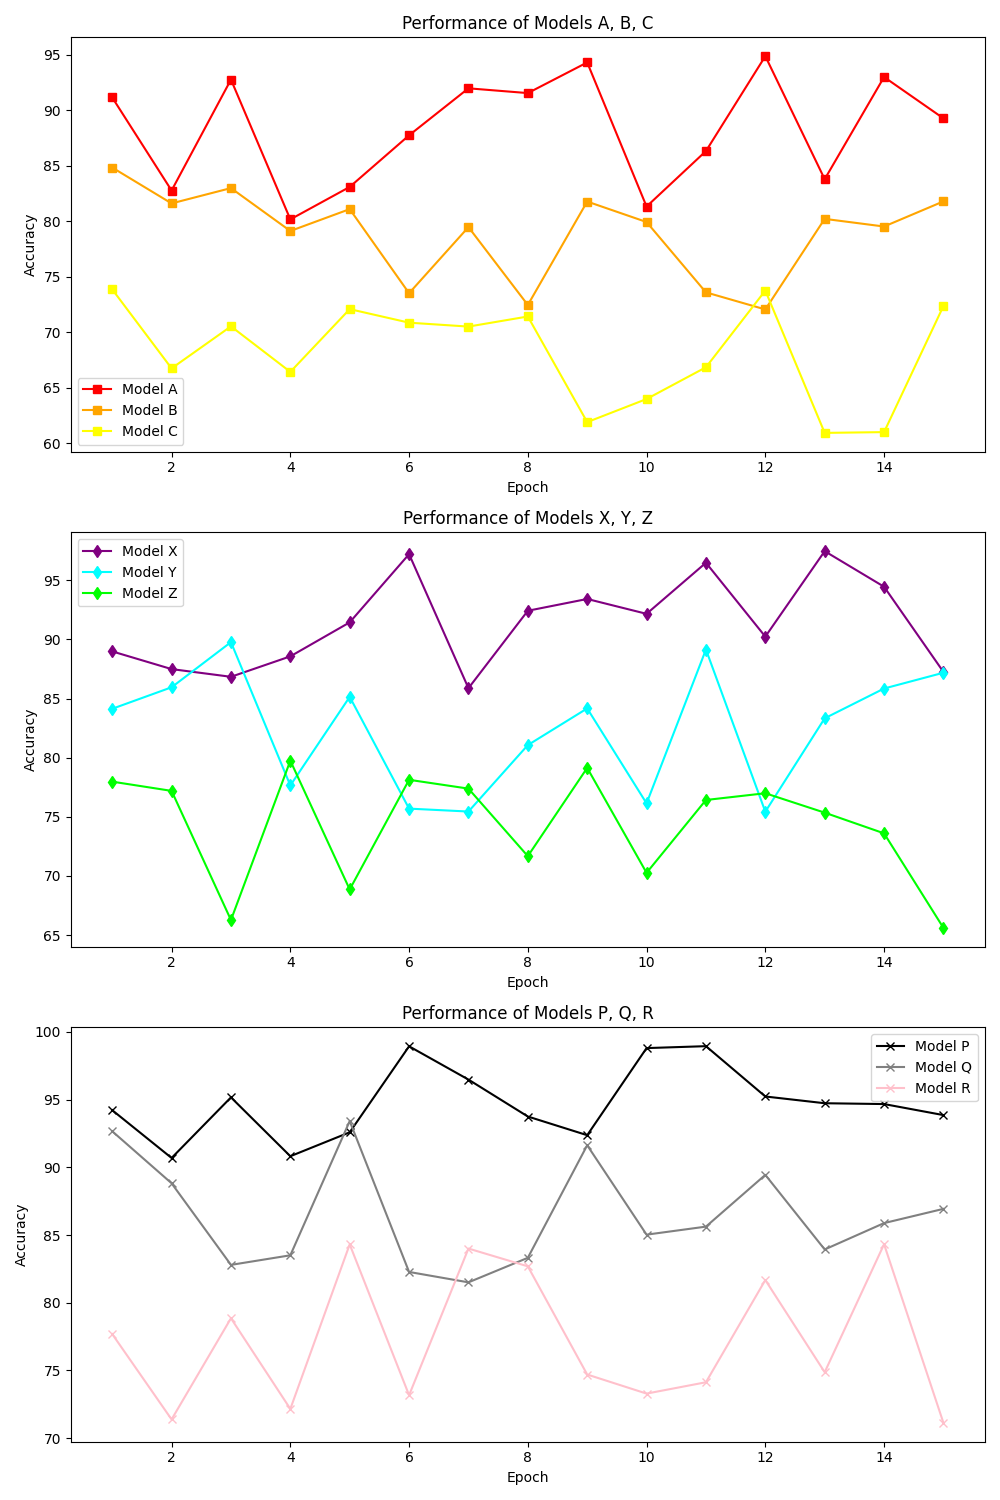 Performance of Models A, B, C
95
90
85
80
75
70
65
60
Accuracy
Model A
Model B
Model C
2 4 6 8 10 12 14
Epoch
Performance of Models X, Y, Z
Model X
Model Y
Model Z
95
90
85
80
75
70
65
Accuracy
2 4 6 8 10 12 14
Epoch
Performance of Models P, Q, R
Model P
Model Q
Model R
100
95
90
85
80
75
70
Accuracy
2 4 6 8 10 12 14
Epoch